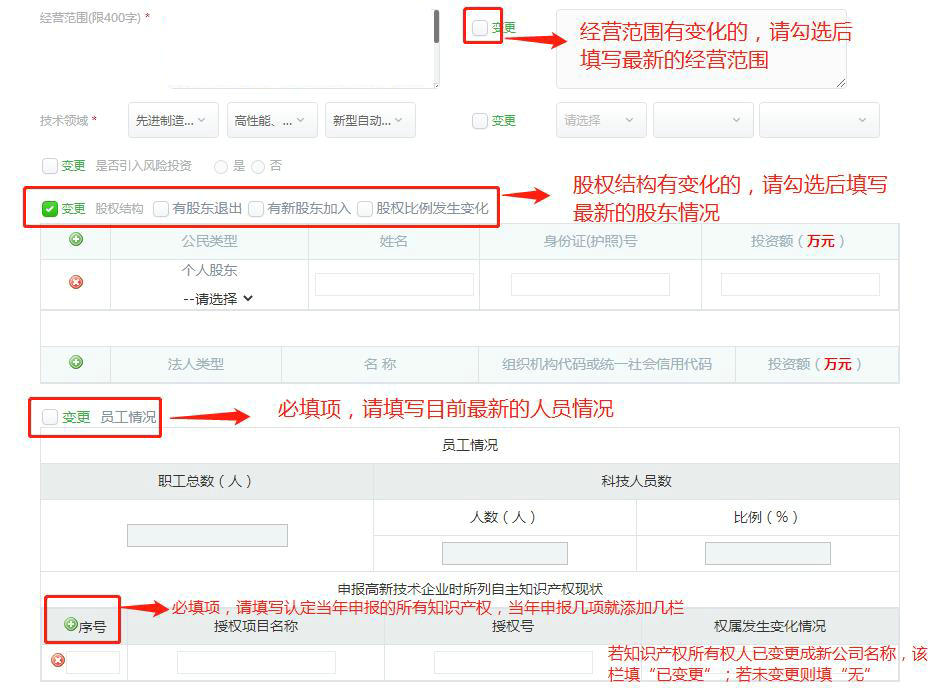 经营范围(限400字) *
变更
经营范围有变化的，请勾选后
填写最新的经营范围
技术领域 * 先进制造... 高性能、... 新型自动... 变更 请选择
变更 是否引入风险投资 是 否
股权结构有变化的，请勾选后填写
最新的股东情况
变更 股权结构 有股东退出 有新股东加入 股权比例发生变化
公民类型 姓名 身份证(护照)号 投资额（万元）
个人股东
--请选择
法人类型 名 称 组织机构代码或统一社会信用代码 投资额（万元）
变更 员工情况 必填项，请填写目前最新的人员情况
员工情况
职工总数（人） 科技人员数
人数（人） 比例（%）
申报高新技术企业时所列自主知识产权现状
必填项，请填写认定当年申报的所有知识产权，当年申报几项就添加几栏
序号 授权项目名称 授权号 权属发生变化情况
若知识产权所有权人已变更成新公司名称，该
栏填“已变更”；若未变更则填“无”